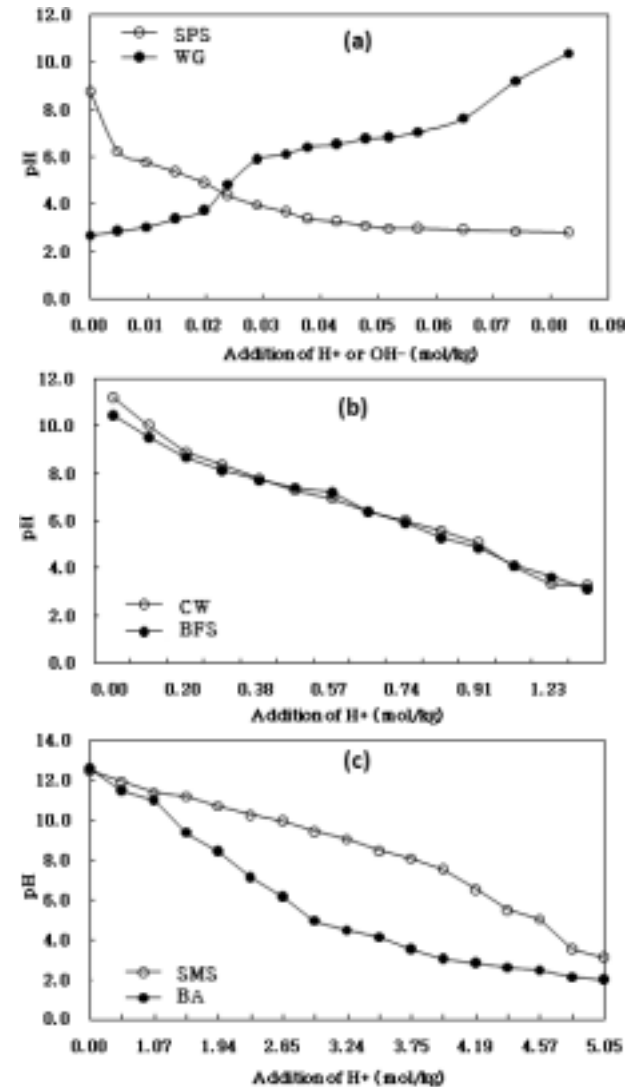 12.0
10.0
8.0
6.0
4.0
2.0
0.0
pH
SPS
WG
(a)
0.00 0.01 0.02 0.03 0.04 0.05 0.06 0.07 0.08 0.09
Addition of H+ or OH- (mol/kg)
12.0
10.0
8.0
6.0
4.0
2.0
0.0
pH
(b)
CW
BFS
0.00 0.20 0.38 0.57 0.74 0.91 1.23
Addition of H+ (mol/kg)
14.0
12.0
10.0
8.0
6.0
4.0
2.0
0.0
pH
(c)
SMS
BA
0.00 1.07 1.94 2.65 3.24 3.75 4.19 4.57 5.05
Addition of H+ (mol/kg)